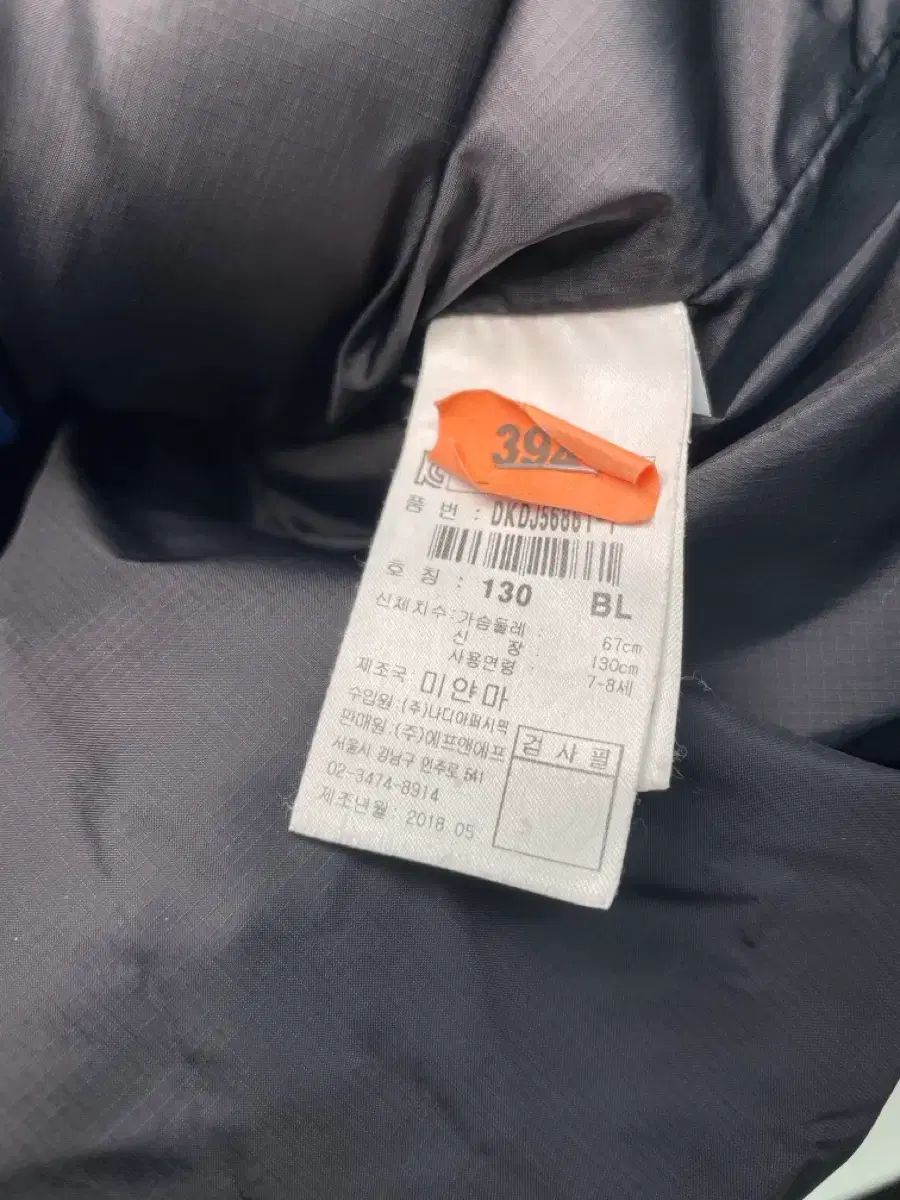 394
품 번 : DKDJ56881
호 칭 : 130 BL
신체치수:가슴둘레 : 67cm
신 장 : 130cm
사용연령 : 7-8세
제조국: 미얀마
수입원:(주)나디아퍼시픽
판매원:(주)에프앤에프
서울시 강남구 언주로 541
02-3474-8914
제조년월: 2018.05
검 사 필